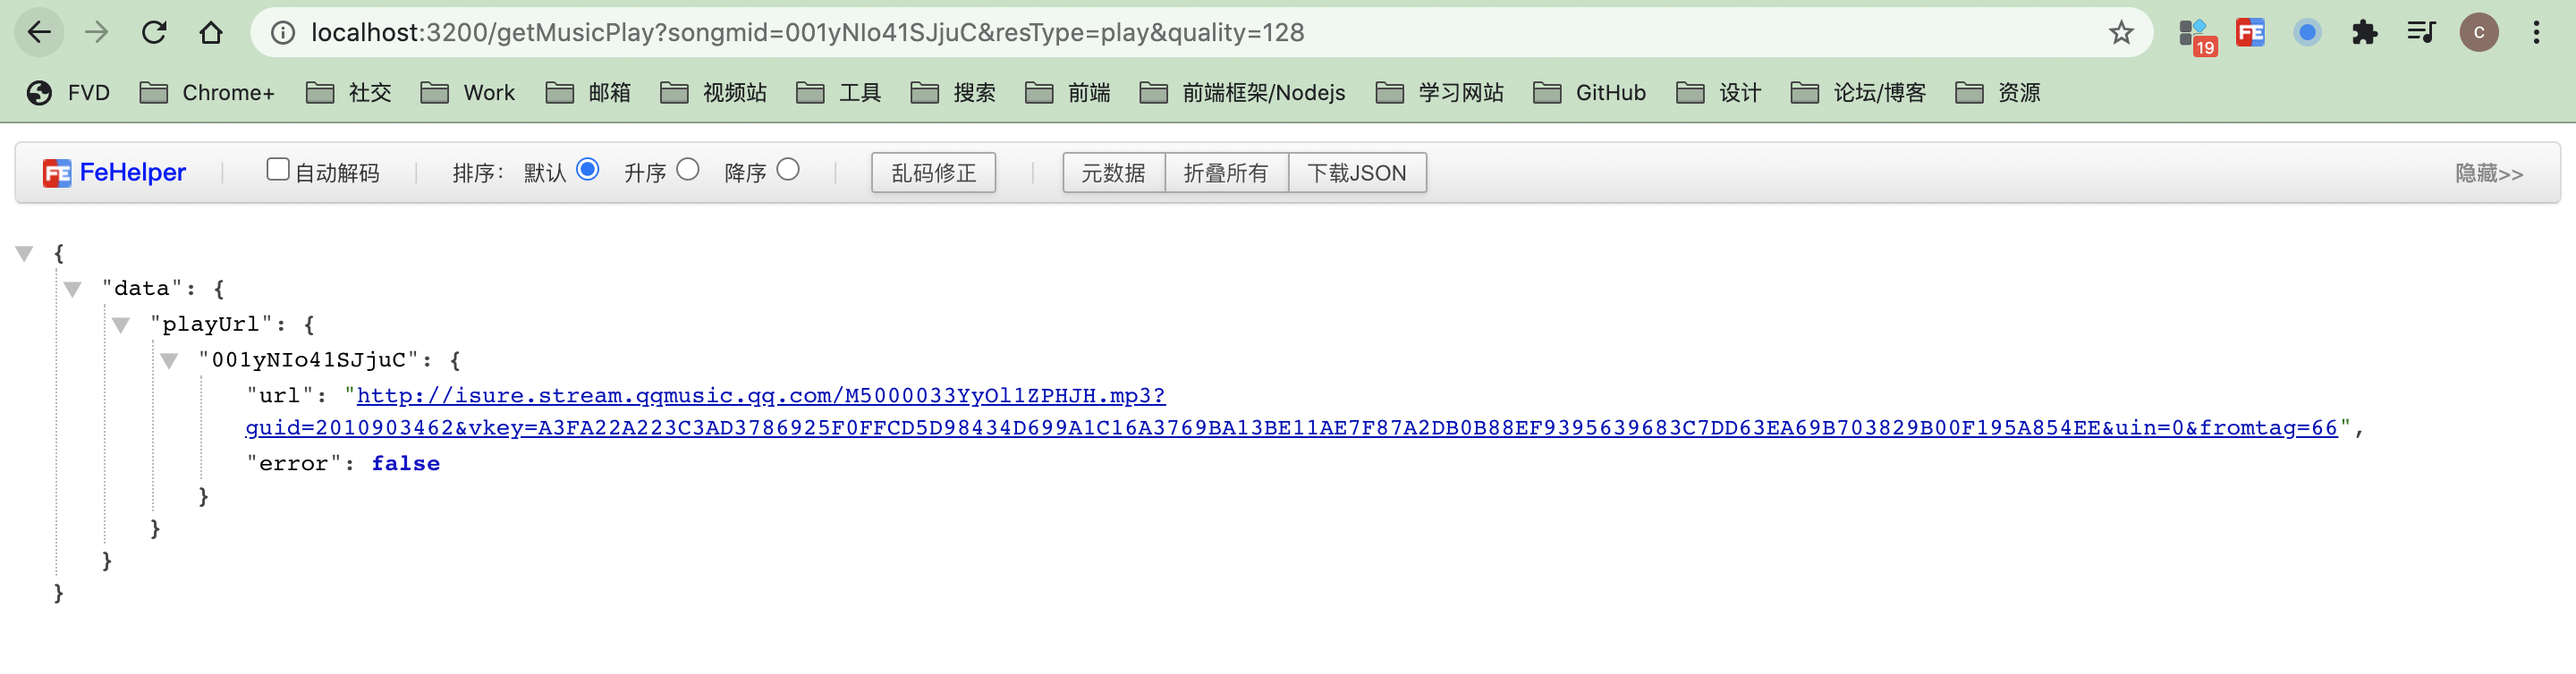 localhost:3200/getMusicPlay?songmid=001yNIo41SJjuC&resType=play&quality=128
19
FE
C
FVD Chrome+ 社交 Work 邮箱 视频站 工具 搜索 前端 前端框架/Nodejs 学习网站 GitHub 设计 论坛/博客 资源
FE FeHelper 自动解码 排序: 默认 升序 降序 乱码修正 元数据 折叠所有 下载JSON 隐藏>>
{
"data": {
"playUrl": {
"001yNIo41SJjuC": {
"url": "http://isure.stream.qqmusic.qq.com/M5000033YyOl1ZPHJH.mp3?
guid=2010903462&vkey=A3FA22A223C3AD3786925F0FFCD5D98434D699A1C16A3769BA13BE11AE7F87A2DB0B88EF9395639683C7DD63EA69B703829B00F195A854EE&uin=0&fromtag=66",
"error": false
}
}
}
}